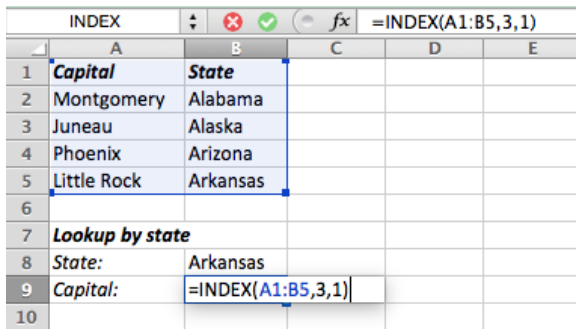 INDEX fx =INDEX(A1:B5,3,1)
A B C D E
1 Capital State
2 Montgomery Alabama
3 Juneau Alaska
4 Phoenix Arizona
5 Little Rock Arkansas
6
7 Lookup by state
8 State: Arkansas
9 Capital: =INDEX(A1:B5,3,1)
10